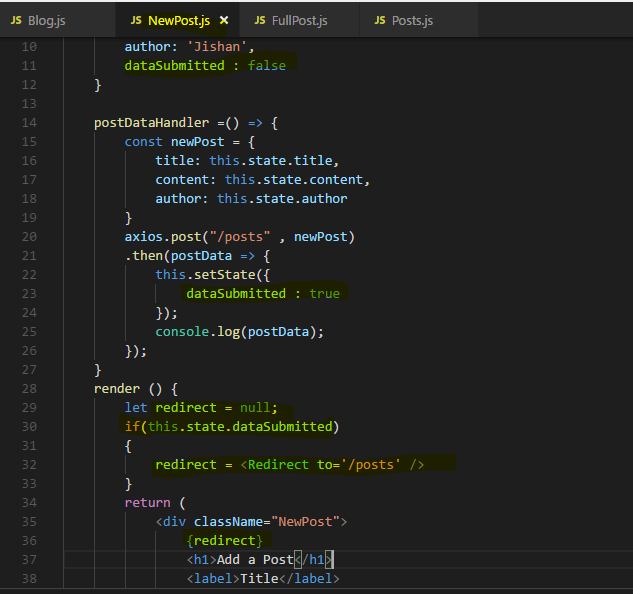 JS Blog.js JS NewPost.js × JS FullPost.js JS Posts.js
10 author: 'Jishan',
11 dataSubmitted : false
12 }
13
14 postDataHandler =() => {
15 const newPost = {
16 title: this.state.title,
17 content: this.state.content,
18 author: this.state.author
19 }
20 axios.post("/posts" , newPost)
21 .then(postData => {
22 this.setState({
23 dataSubmitted : true
24 });
25 console.log(postData);
26 });
27 }
28 render () {
29 let redirect = null;
30 if(this.state.dataSubmitted)
31 {
32 redirect = <Redirect to='/posts' />
33 }
34 return (
35 <div className="NewPost">
36 {redirect}
37 <h1>Add a Post</h1>
38 <label>Title</label>